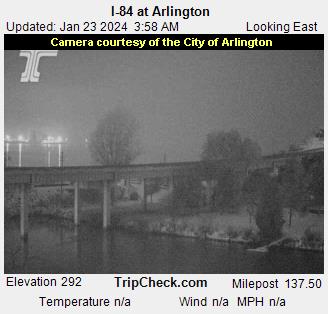 I-84 at Arlington
Updated: Jan 23 2024 3:58 AM Looking East
Camera courtesy of the City of Arlington
Elevation 292 TripCheck.com Milepost 137.50
Temperature n/a Wind n/a MPH n/a